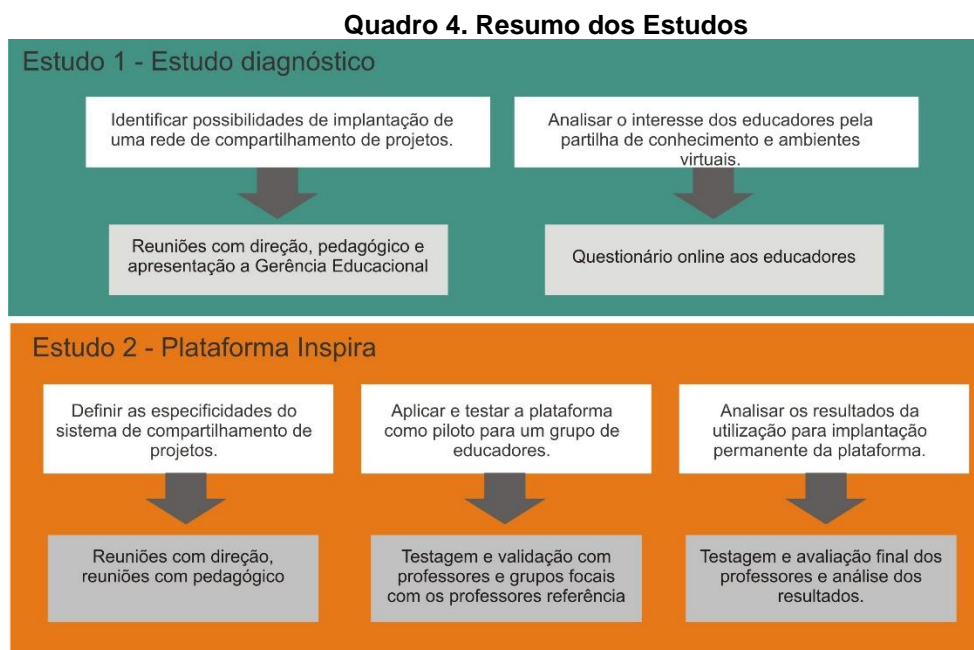 Quadro 4. Resumo dos Estudos
Estudo 1 - Estudo diagnóstico
Identificar possibilidades de implantação de
uma rede de compartilhamento de projetos.
Analisar o interesse dos educadores pela
partilha de conhecimento e ambientes
virtuais.
Reuniões com direção, pedagógico e
apresentação a Gerência Educacional
Questionário online aos educadores
Estudo 2 - Plataforma Inspira
Definir as especificidades do
sistema de compartilhamento de
projetos.
Aplicar e testar a plataforma
como piloto para um grupo de
educadores.
Analisar os resultados da
utilização para implantação
permanente da plataforma.
Reuniões com direção,
reuniões com pedagógico
Testagem e validação com
professores e grupos focais
com os professores referência
Testagem e avaliação final dos
professores e análise dos
resultados.